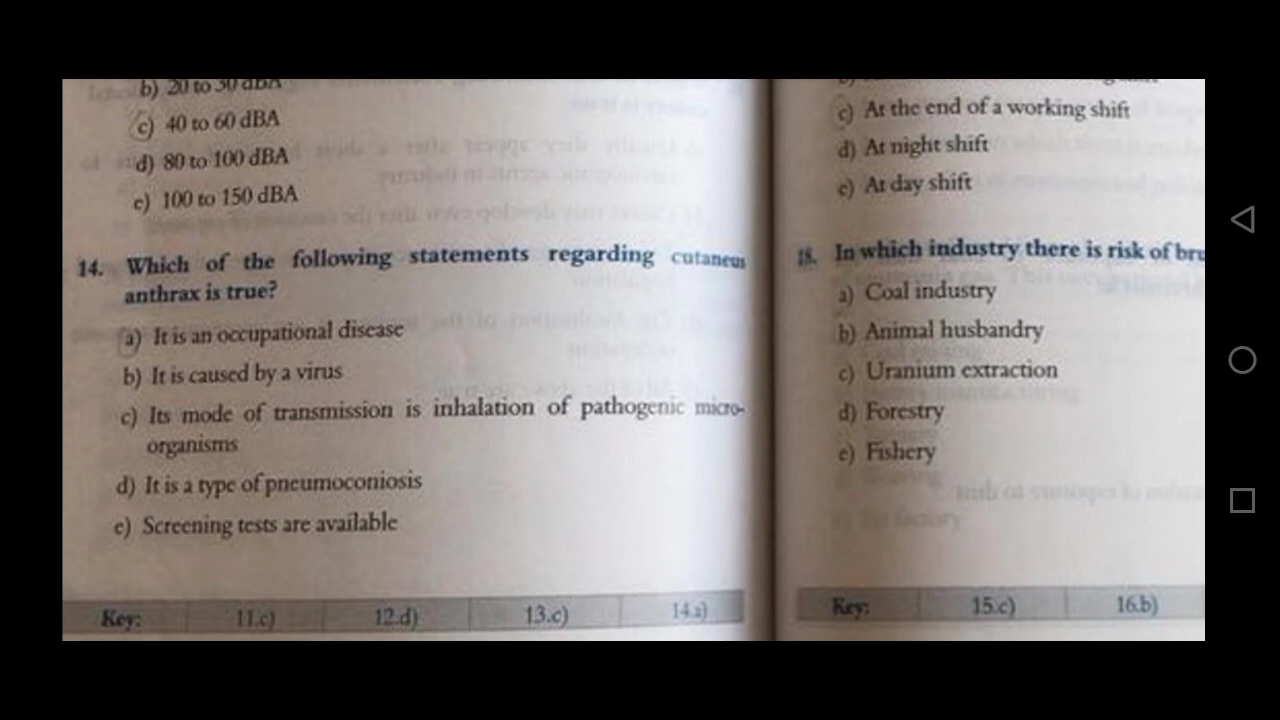 b) 20 to 30 dBA
c) 40 to 60 dBA
d) 80 to 100 dBA
e) 100 to 150 dBA
14. Which of the following statements regarding cutaneus
anthrax is true?
a) It is an occupational disease
b) It is caused by a virus
c) Its mode of transmission is inhalation of pathogenic micro-
organisms
d) It is a type of pneumoconiosis
e) Screening tests are available
Key: 11.c) 12.d) 13.c) 14.a)
c) At the end of a working shift
d) At night shift
e) At day shift
18. In which industry there is risk of bru
a) Coal industry
b) Animal husbandry
c) Uranium extraction
d) Forestry
e) Fishery
Key: 15.c) 16.b)